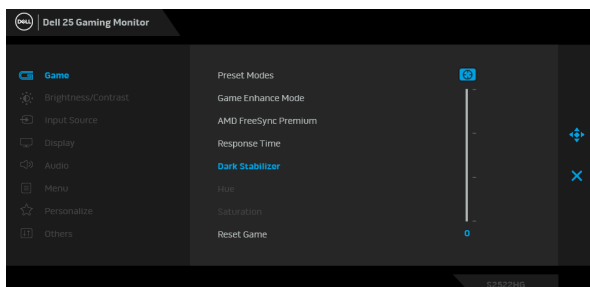 DELL
Dell 25 Gaming Monitor
Game
Brightness/Contrast
Input Source
Display
Audio
Menu
Personalize
Others
Preset Modes
Game Enhance Mode
AMD FreeSync Premium
Response Time
Dark Stabilizer
Hue
Saturation
Reset Game
0
S2522HG